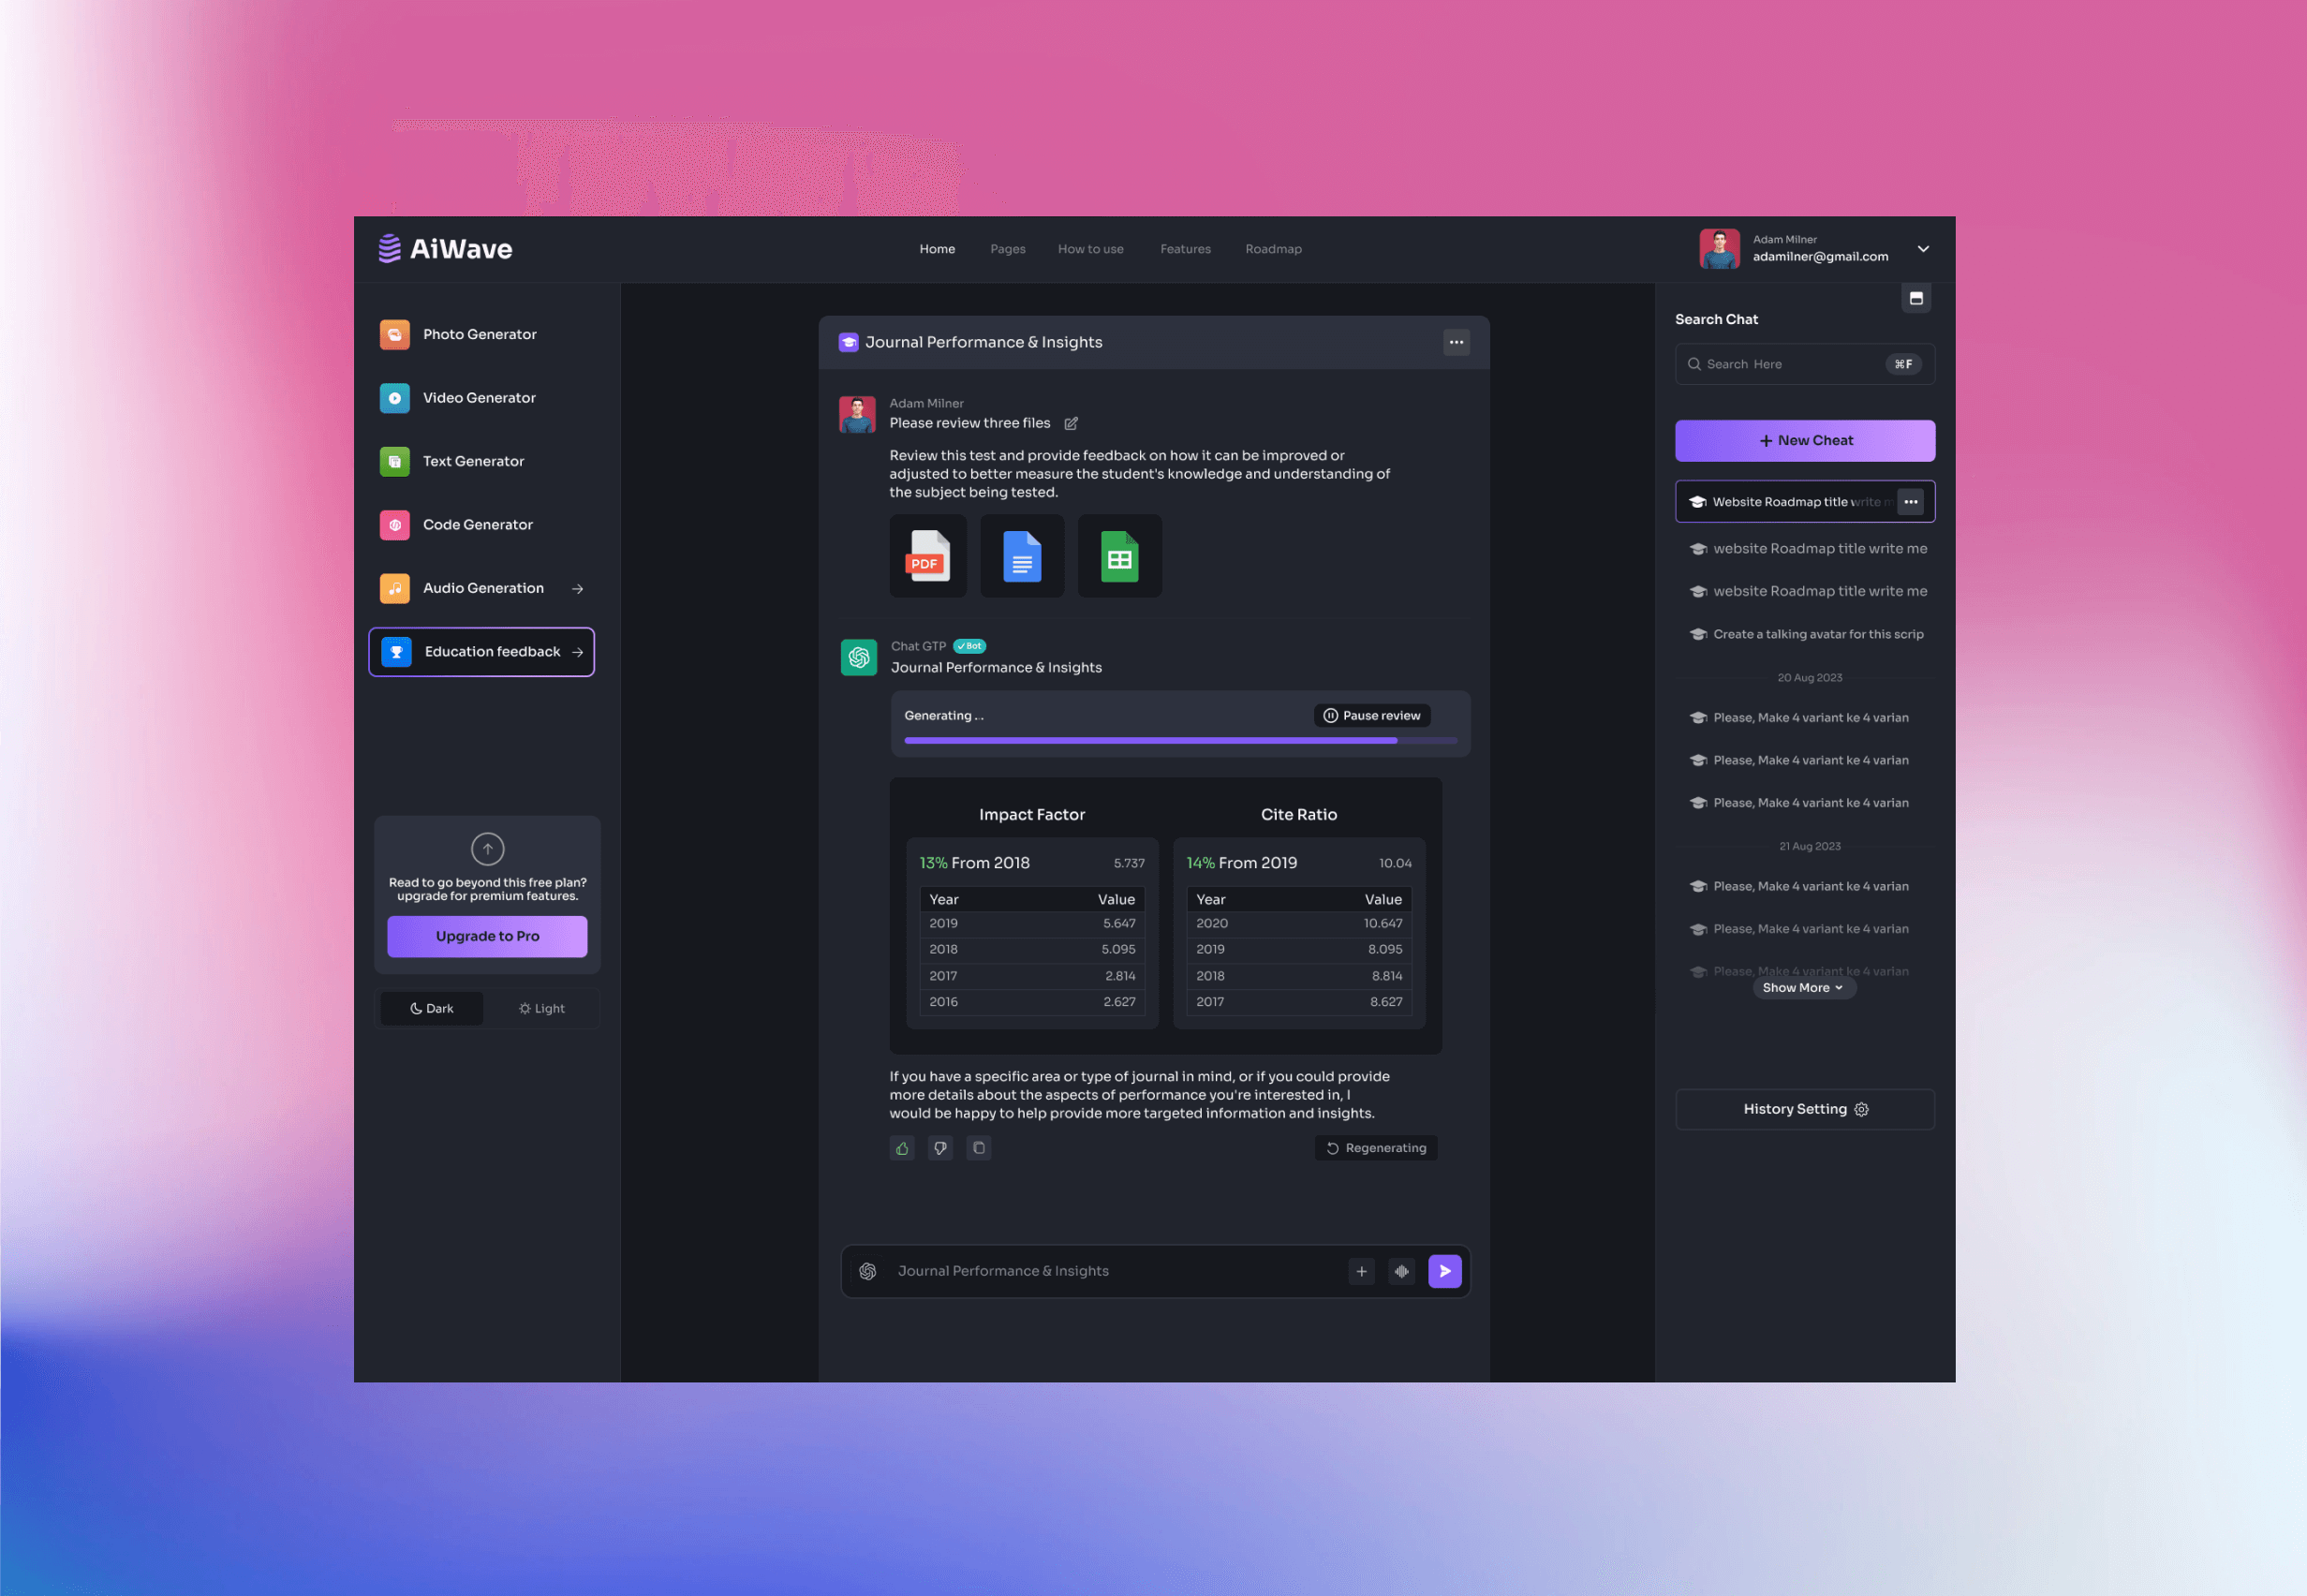 AiWave
Home
Pages
How to use
Features
Roadmap
Adam Milner
adamilner@gmail.com
Photo Generator
Video Generator
Text Generator
Code Generator
Audio Generation
Education feedback
Read to go beyond this free plan?
upgrade for premium features.
Upgrade to Pro
Dark
Light
Journal Performance & Insights
Adam Milner
Please review three files
Review this test and provide feedback on how it can be improved or
adjusted to better measure the student's knowledge and understanding of
the subject being tested.
PDF
Chat GTP
Bot
Journal Performance & Insights
Generating . .
Pause review
Impact Factor
13% From 2018 5.737
Year Value
2019 5.647
2018 5.095
2017 2.814
2016 2.627
Cite Ratio
14% From 2019 10.04
Year Value
2020 10.647
2019 8.095
2018 8.814
2017 8.627
If you have a specific area or type of journal in mind, or if you could provide
more details about the aspects of performance you're interested in, I
would be happy to help provide more targeted information and insights.
Regenerating
Journal Performance & Insights
Search Chat
Search Here
⌘F
+ New Cheat
Website Roadmap title write m
website Roadmap title write me
website Roadmap title write me
Create a talking avatar for this scrip
20 Aug 2023
Please, Make 4 variant ke 4 varian
Please, Make 4 variant ke 4 varian
Please, Make 4 variant ke 4 varian
21 Aug 2023
Please, Make 4 variant ke 4 varian
Please, Make 4 variant ke 4 varian
Please, Make 4 variant ke 4 varian
Show More
History Setting